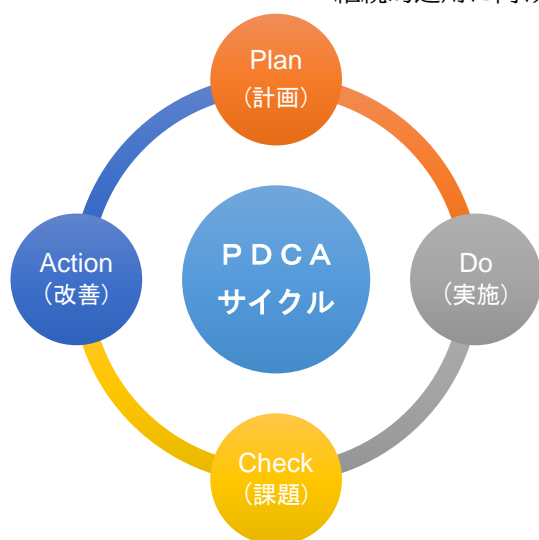 Plan
（計画）
Action
（改善）
ＰＤＣＡ
サイクル
Do
（実施）
Check
（課題）